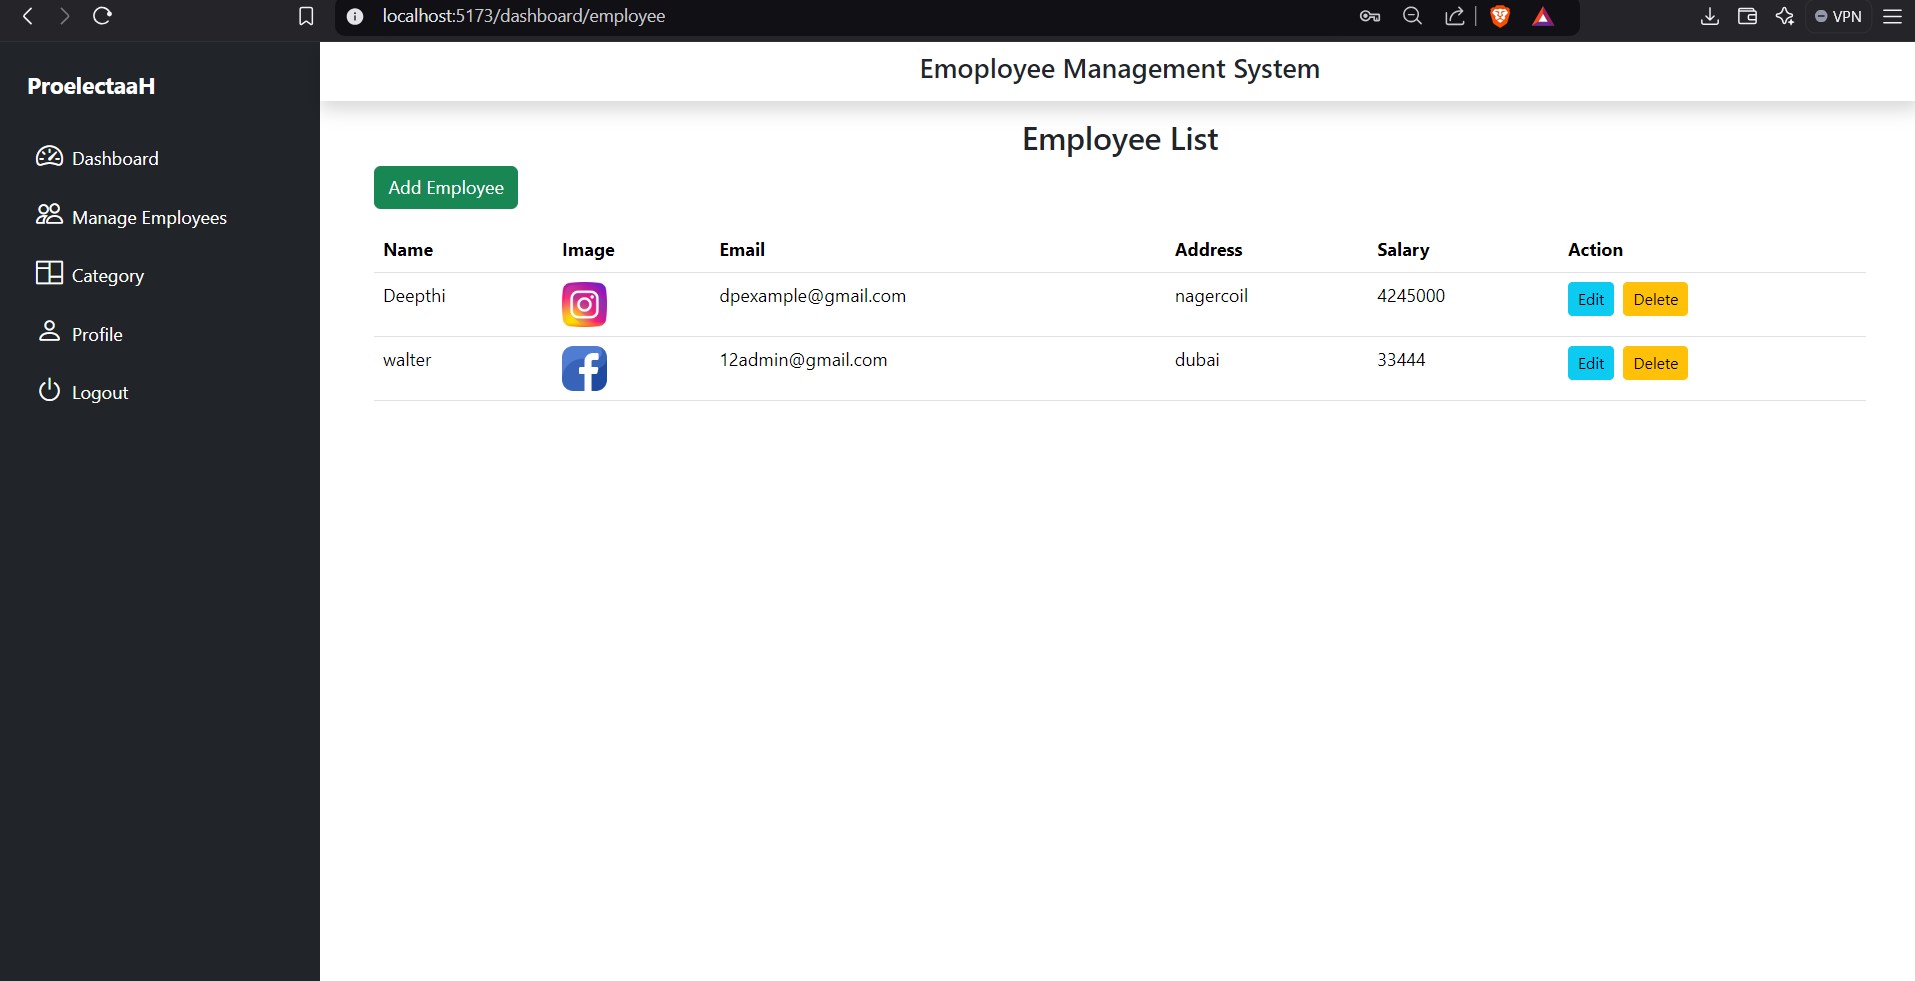 localhost:5173/dashboard/employee
VPN
ProelectaaH
Dashboard
Manage Employees
Category
Profile
Logout
Emoployee Management System
Employee List
Add Employee
Name Image Email Address Salary Action
Deepthi dpexample@gmail.com nagercoil 4245000 Edit Delete
walter 12admin@gmail.com dubai 33444 Edit Delete